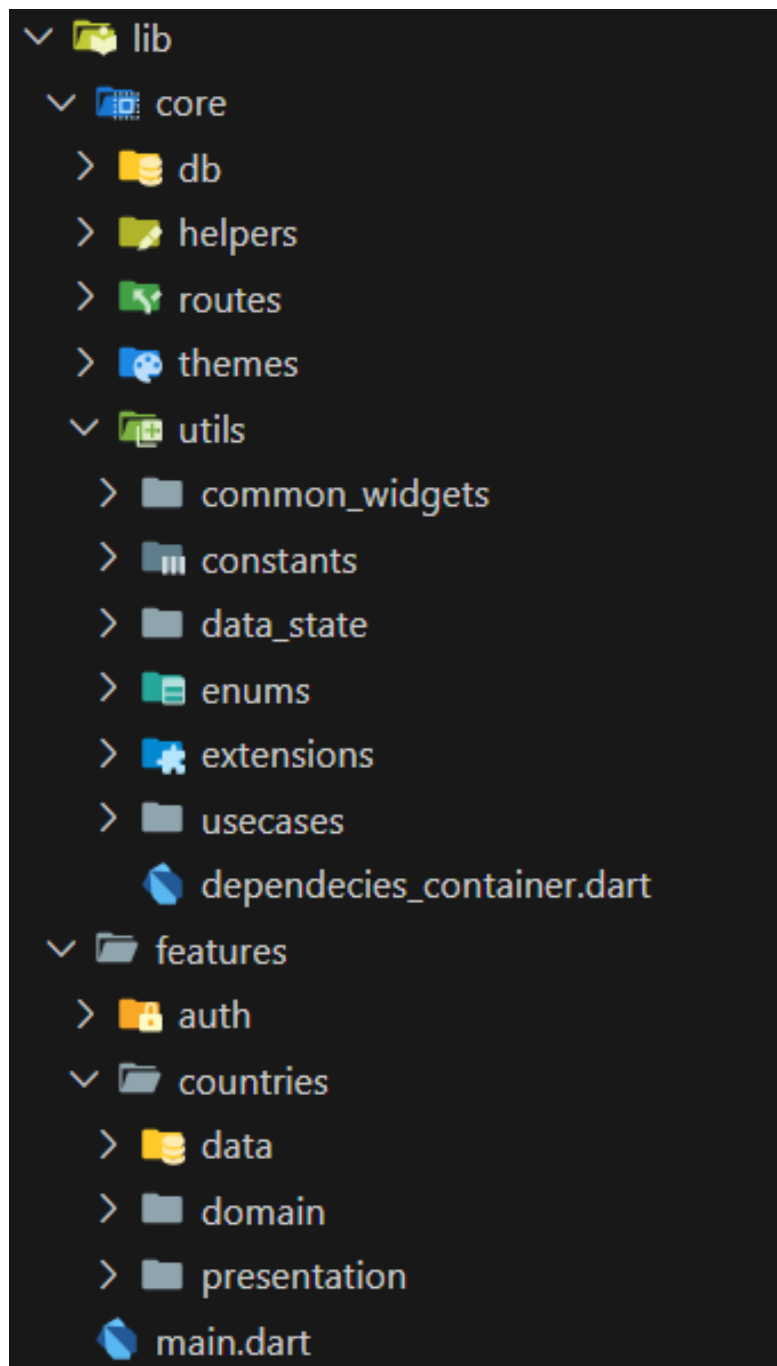 lib
core
db
helpers
routes
themes
utils
common_widgets
constants
data_state
enums
extensions
usecases
dependecies_container.dart
features
auth
countries
data
domain
presentation
main.dart